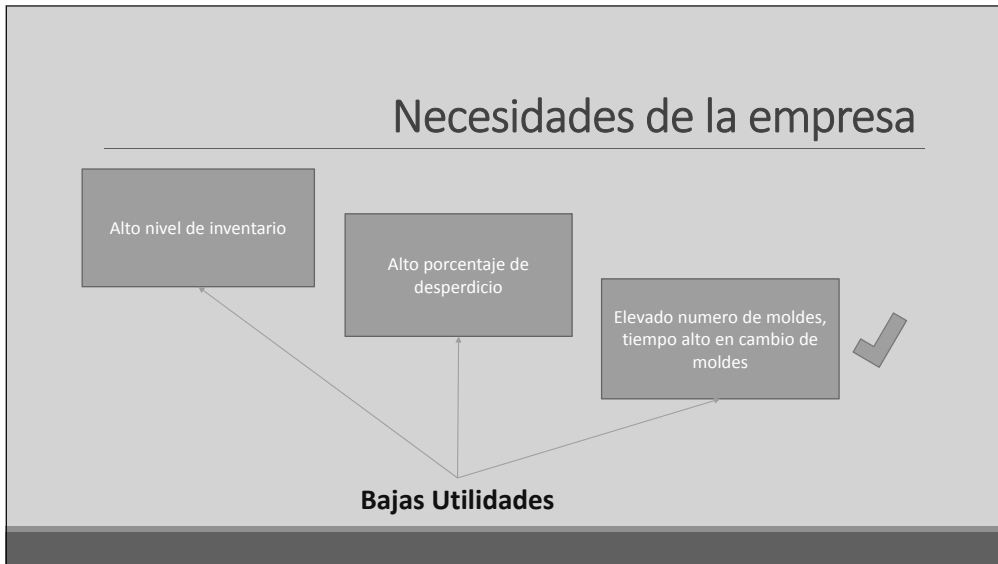 Necesidades de la empresa
Alto nivel de inventario
Alto porcentaje de
desperdicio
Elevado numero de moldes,
tiempo alto en cambio de
moldes
Bajas Utilidades